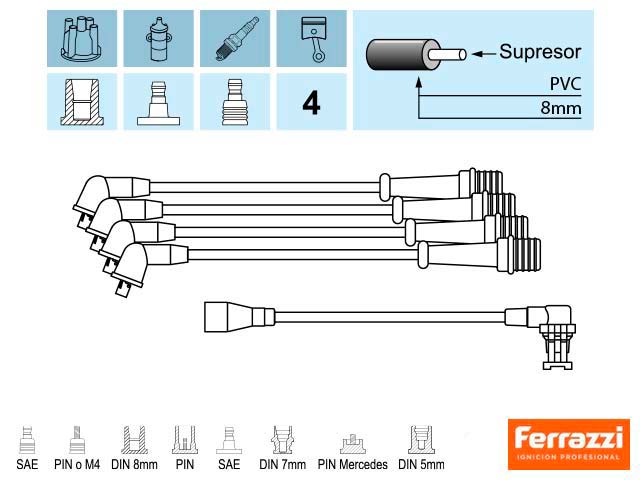 Supresor
PVC
4
8mm
SAE PIN o M4 DIN 8mm PIN SAE DIN 7mm PIN Mercedes DIN 5mm
Ferrazzi
IGNICION PROFESIONAL